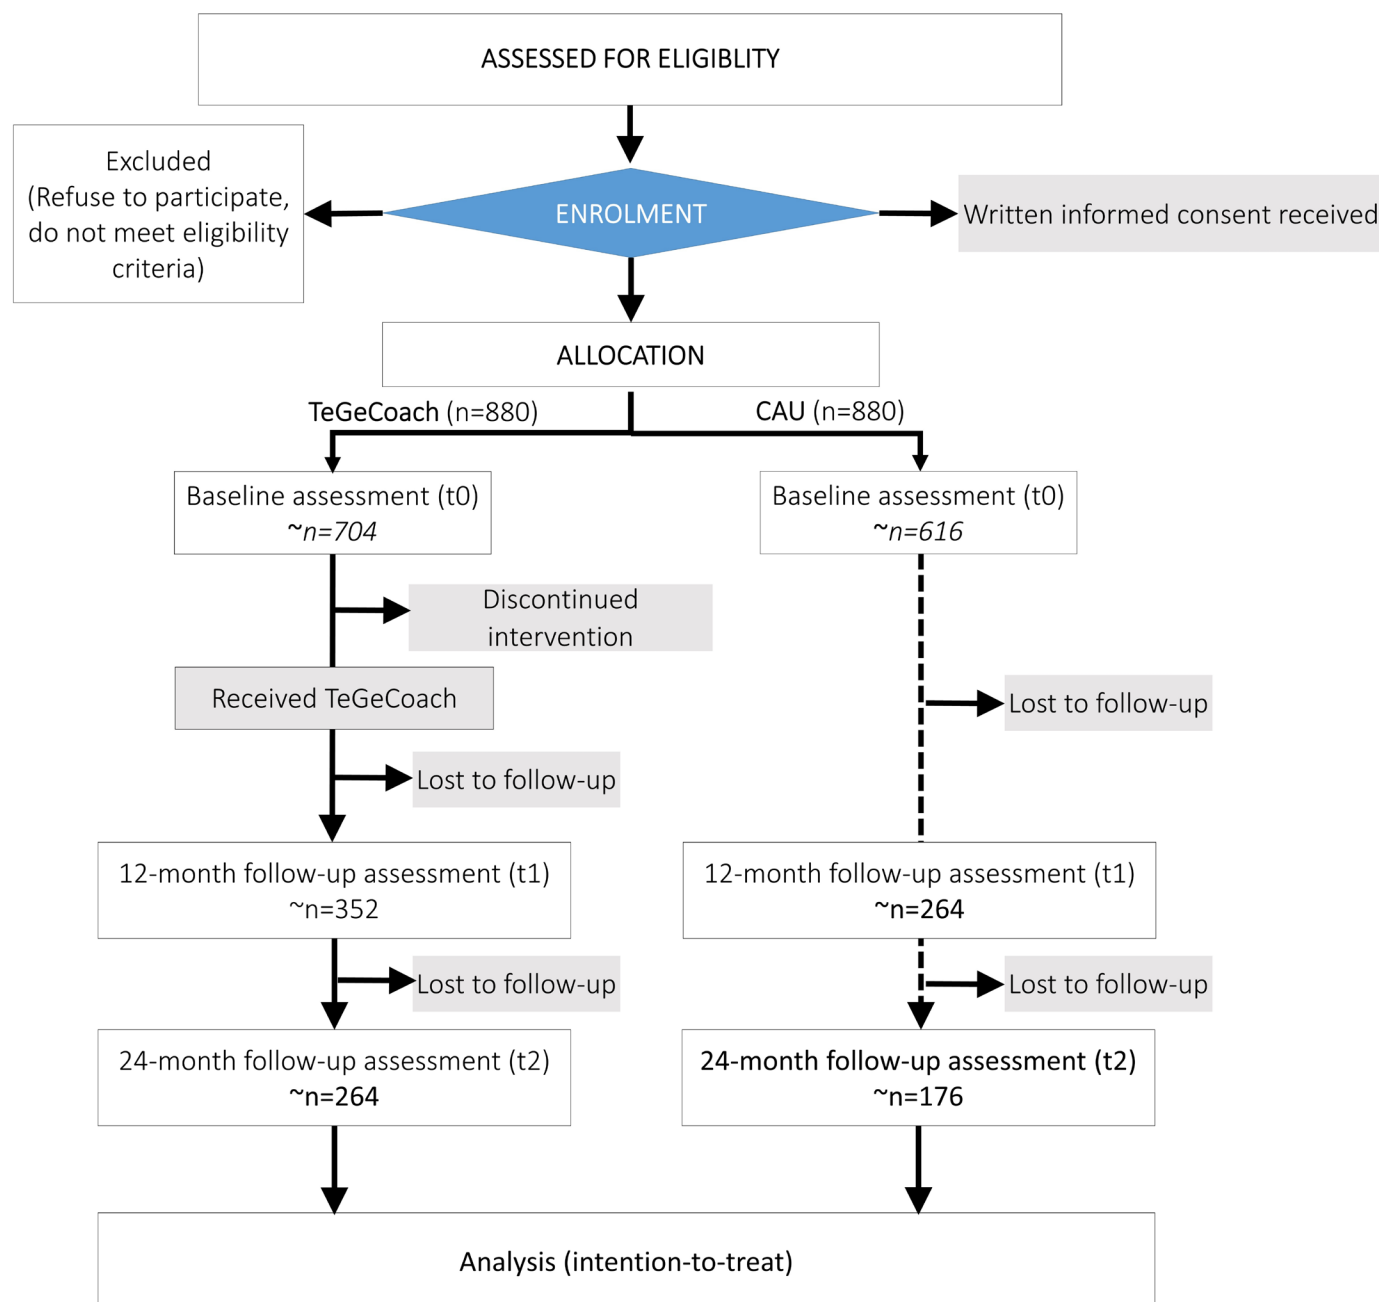 ASSESSED FOR ELIGIBLITY
Excluded
(Refuse to participate,
do not meet eligibility
criteria)
ENROLMENT
Written informed consent received
ALLOCATION
TeGeCoach (n=880)
CAU (n=880)
Baseline assessment (t0)
~n=704
Baseline assessment (t0)
~n=616
Discontinued
intervention
Received TeGeCoach
Lost to follow-up
Lost to follow-up
12-month follow-up assessment (t1)
~n=352
12-month follow-up assessment (t1)
~n=264
Lost to follow-up
Lost to follow-up
24-month follow-up assessment (t2)
~n=264
24-month follow-up assessment (t2)
~n=176
Analysis (intention-to-treat)